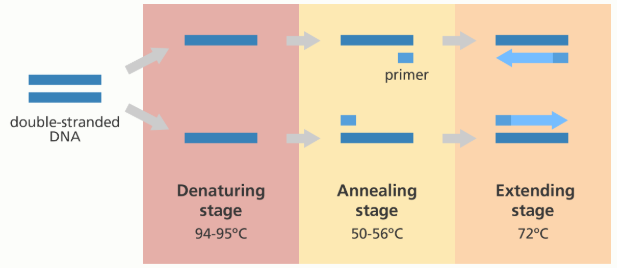 primer
double-stranded
DNA
Denaturing
stage
94-95ºC
Annealing
stage
50-56ºC
Extending
stage
72ºC